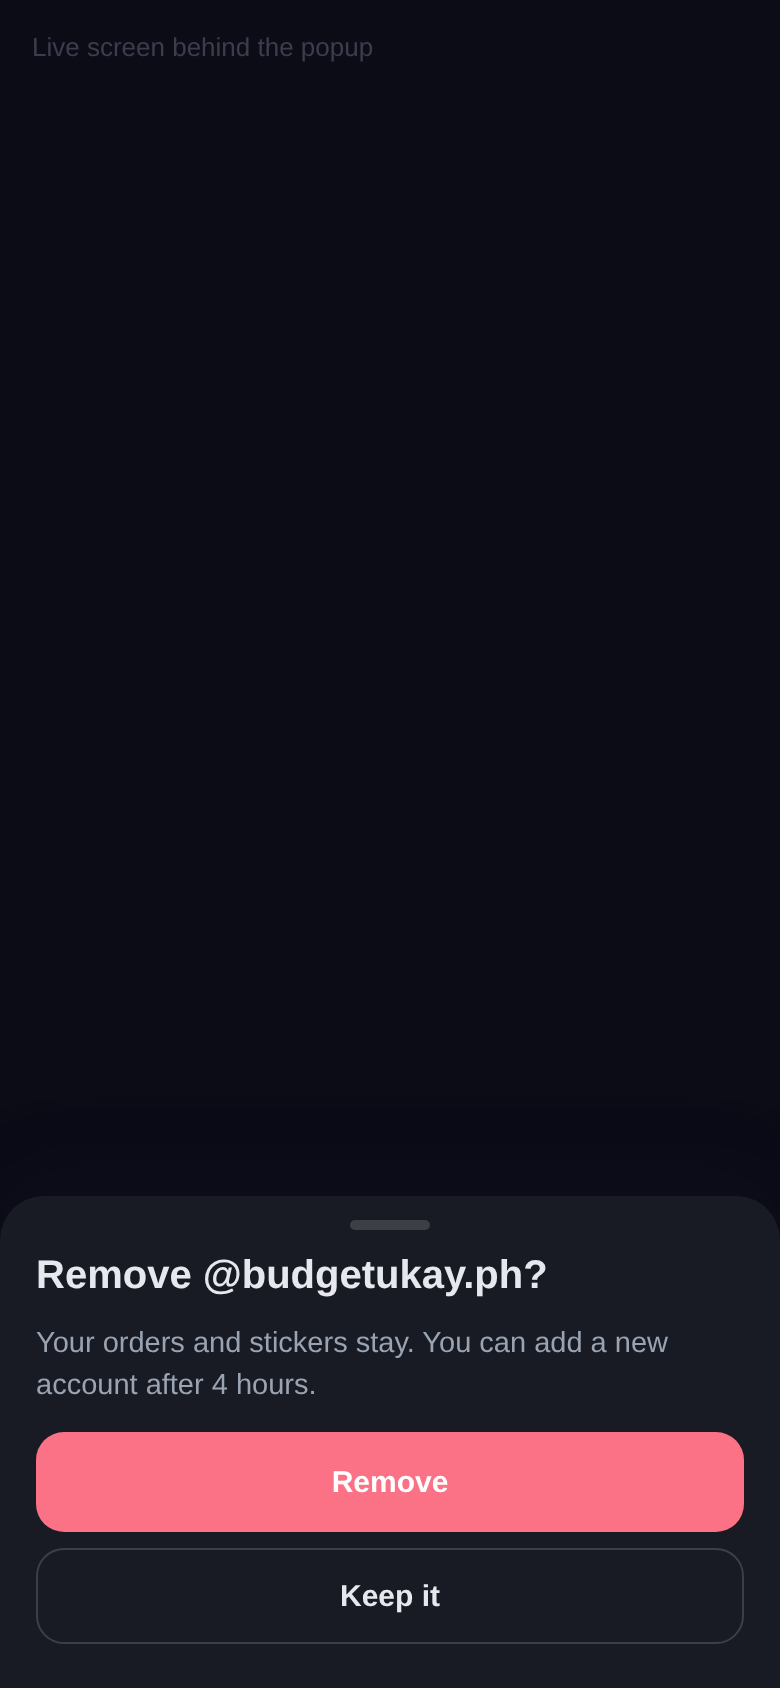 Live screen behind the popup
Remove @budgetukay.ph?
Your orders and stickers stay. You can add a new
account after 4 hours.
Remove
Keep it